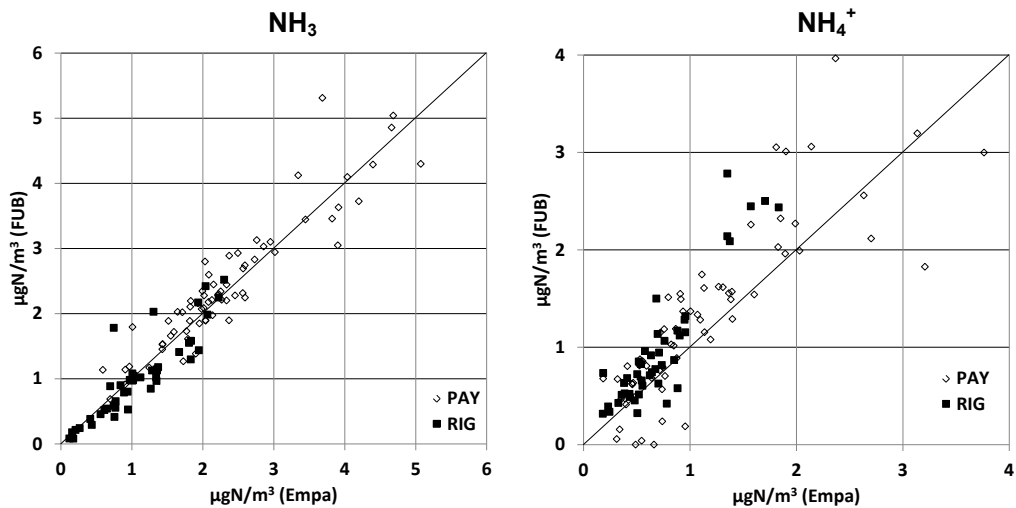 NH₃
6
5
4
3
2
1
0
µgN/m³ (FUB)
0 1 2 3 4 5 6
µgN/m³ (Empa)
PAY
RIG
NH₄⁺
4
3
2
1
0
µgN/m³ (FUB)
0 1 2 3 4
µgN/m³ (Empa)
PAY
RIG